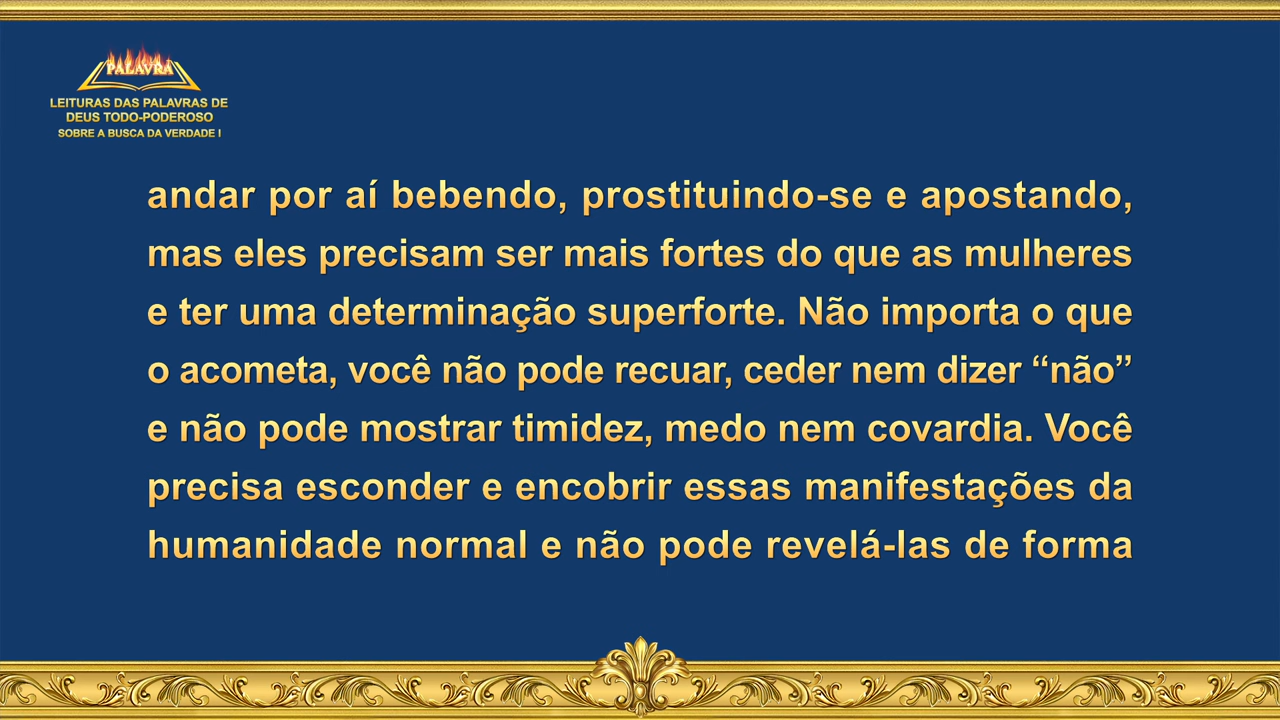 PALAVRA
LEITURAS DAS PALAVRAS DE
DEUS TODO-PODEROSO
SOBRE A BUSCA DA VERDADE I
andar por aí bebendo, prostituindo-se e apostando,
mas eles precisam ser mais fortes do que as mulheres
e ter uma determinação superforte. Não importa o que
o acometa, você não pode recuar, ceder nem dizer “não”
e não pode mostrar timidez, medo nem covardia. Você
precisa esconder e encobrir essas manifestações da
humanidade normal e não pode revelá-las de forma